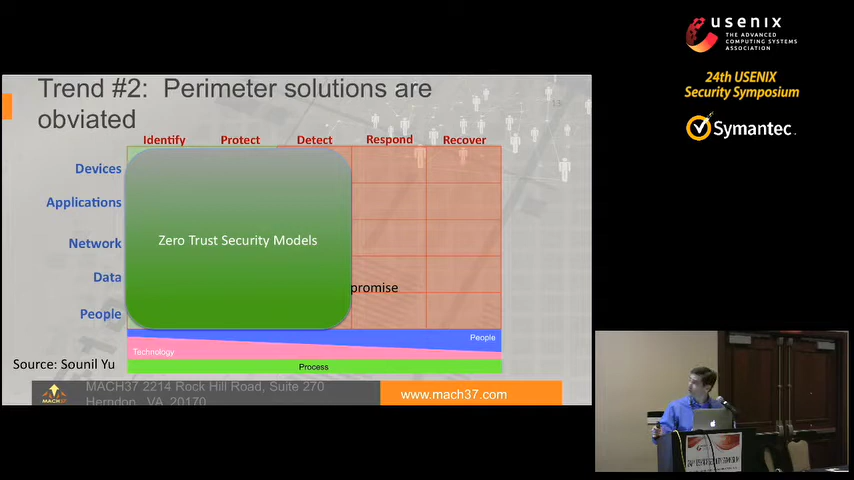 usenix
THE ADVANCED
COMPUTING SYSTEMS
ASSOCIATION
24th USENIX
Security Symposium
Symantec.
Trend #2: Perimeter solutions are
obviated
13
Identify Protect Detect Respond Recover
Devices
Applications
Network
Data
People
Zero Trust Security Models
promise
People
Technology
Process
Source: Sounil Yu
MACH37
MACH37 2214 Rock Hill Road, Suite 270
Herndon, VA 20170
www.mach37.com